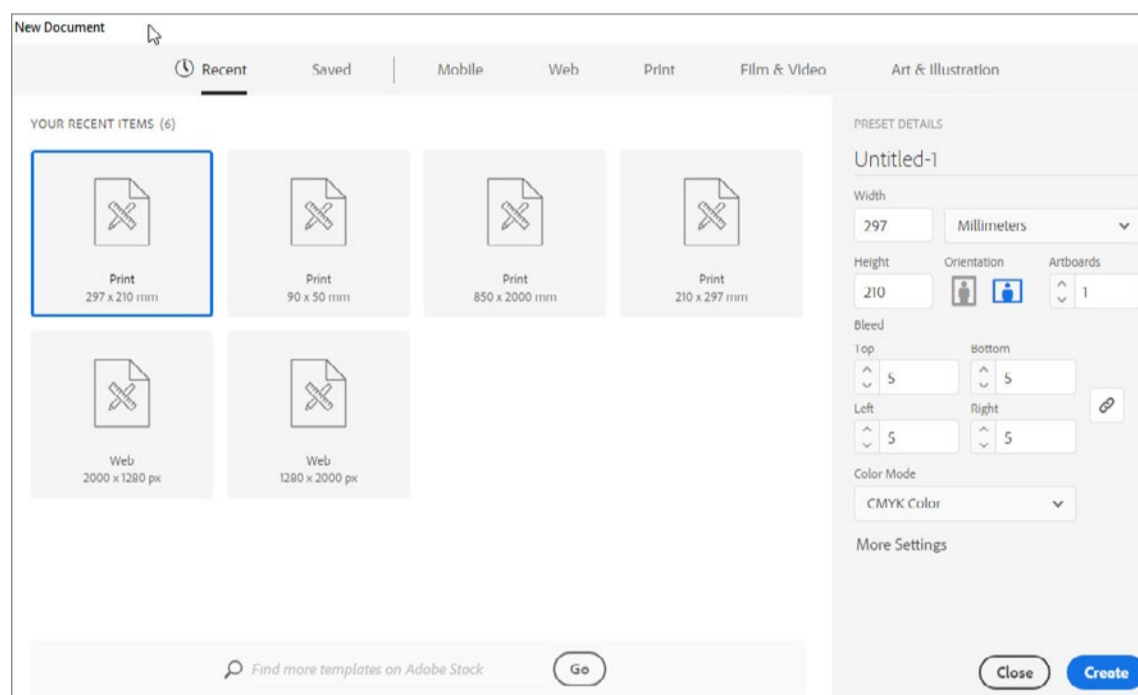 New Document
Recent Saved Mobile Web Print Film & Video Art & Illustration
YOUR RECENT ITEMS (6)
Print
297 x 210 mm
Print
90 x 50 mm
Print
850 x 2000 mm
Print
210 x 297 mm
Web
2000 x 1280 px
Web
1280 x 2000 px
Find more templates on Adobe Stock Go
PRESET DETAILS
Untitled-1
Width
297 Millimeters
Height Orientation Artboards
210 1
Bleed
Top Bottom
5 5
Left Right
5 5
Color Mode
CMYK Color
More Settings
Close Create